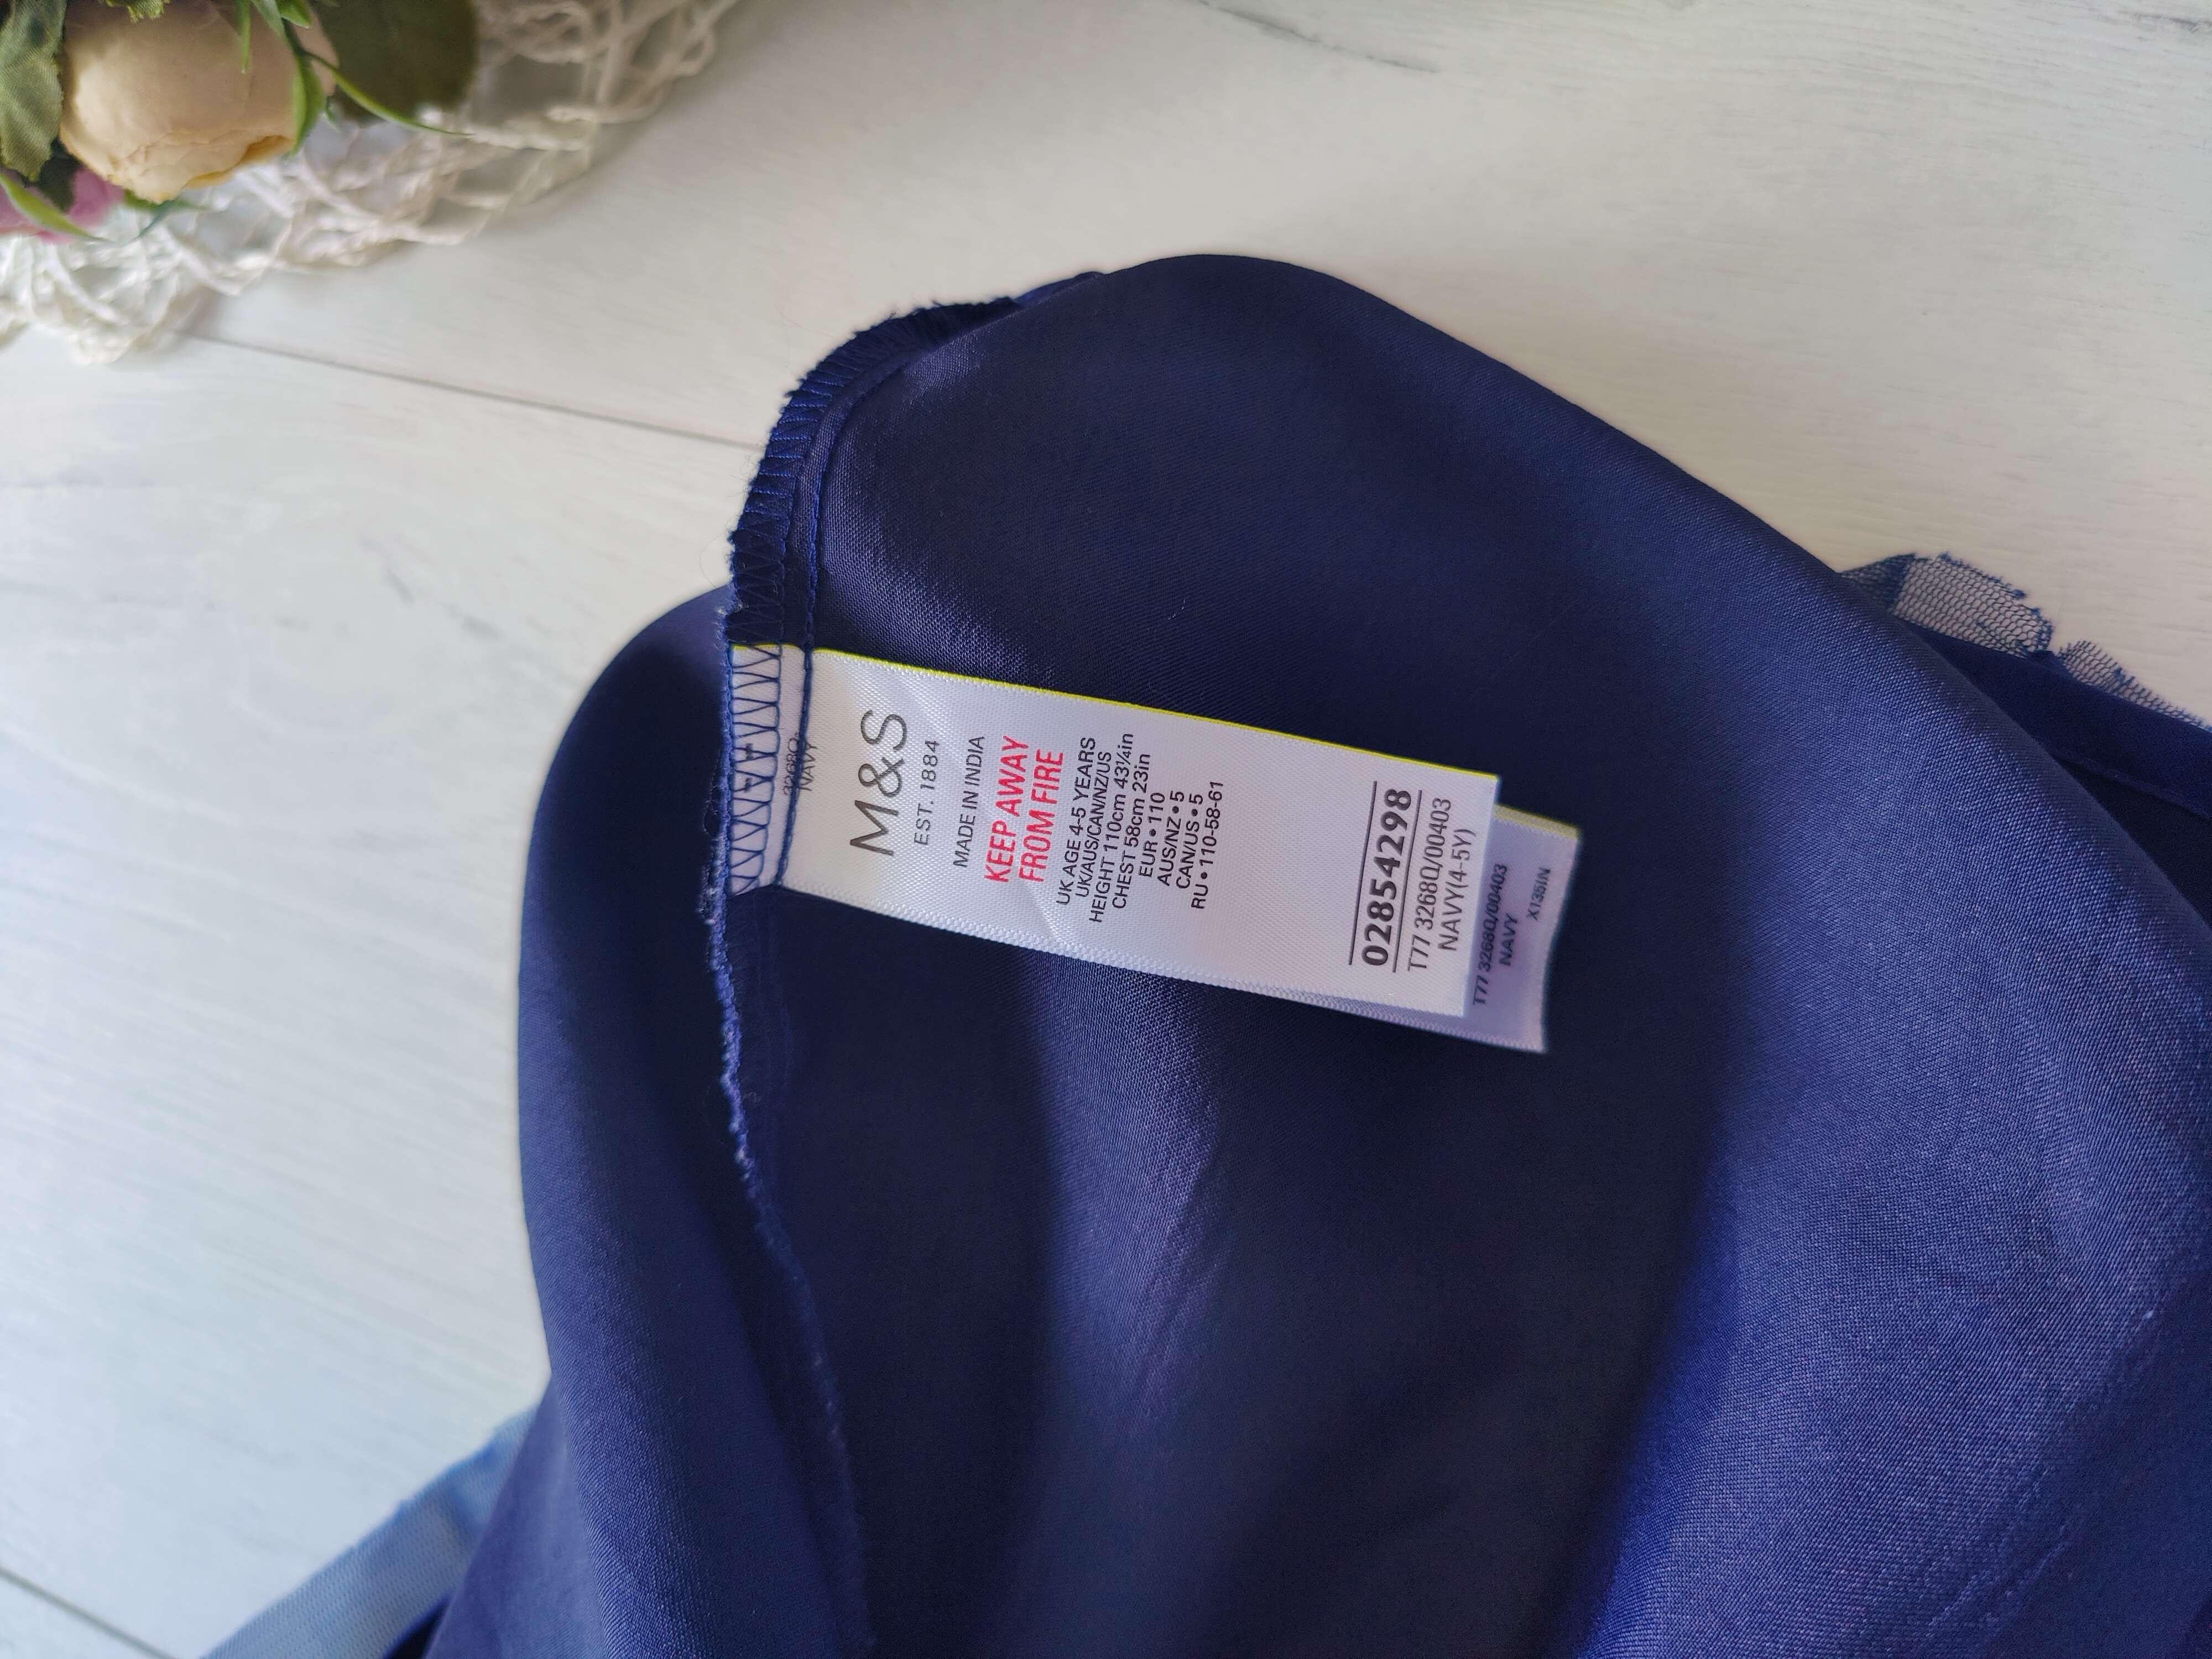 NAVY
M&S
EST. 1884
MADE IN INDIA
KEEP AWAY
FROM FIRE
UK AGE 4-5 YEARS
UK/AUS/CAN/NZ/US
HEIGHT 110cm 43¼in
CHEST 58cm 23in
EUR • 110
AUS/NZ • 5
CAN/US • 5
RU • 110-58-61
02854298
T77 3268Q/00403
NAVY(4-5Y)
T77 3268Q/00403
NAVY
X135IN